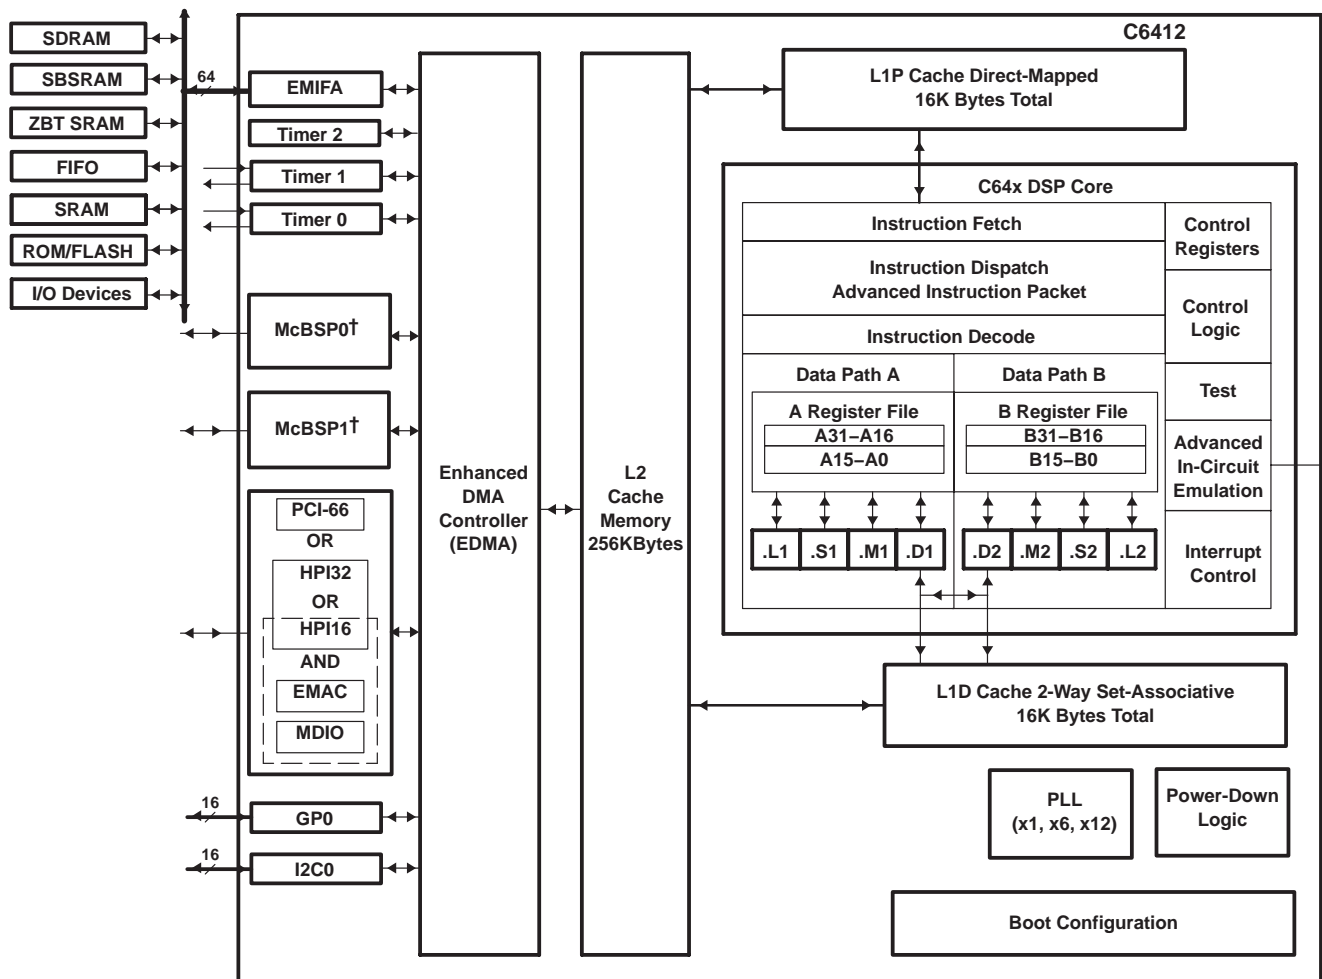 C6412
SDRAM
SBSRAM
ZBT SRAM
FIFO
SRAM
ROM/FLASH
I/O Devices
64
EMIFA
Timer 2
Timer 1
Timer 0
McBSP0†
McBSP1†
PCI-66
OR
HPI32
OR
HPI16
AND
EMAC
MDIO
16
GP0
16
I2C0
Enhanced
DMA
Controller
(EDMA)
L2
Cache
Memory
256KBytes
L1P Cache Direct-Mapped
16K Bytes Total
C64x DSP Core
Instruction Fetch
Instruction Dispatch
Advanced Instruction Packet
Instruction Decode
Data Path A
A Register File
A31–A16
A15–A0
.L1
.S1
.M1
.D1
Data Path B
B Register File
B31–B16
B15–B0
.D2
.M2
.S2
.L2
Control
Registers
Control
Logic
Test
Advanced
In-Circuit
Emulation
Interrupt
Control
L1D Cache 2-Way Set-Associative
16K Bytes Total
PLL
(x1, x6, x12)
Power-Down
Logic
Boot Configuration